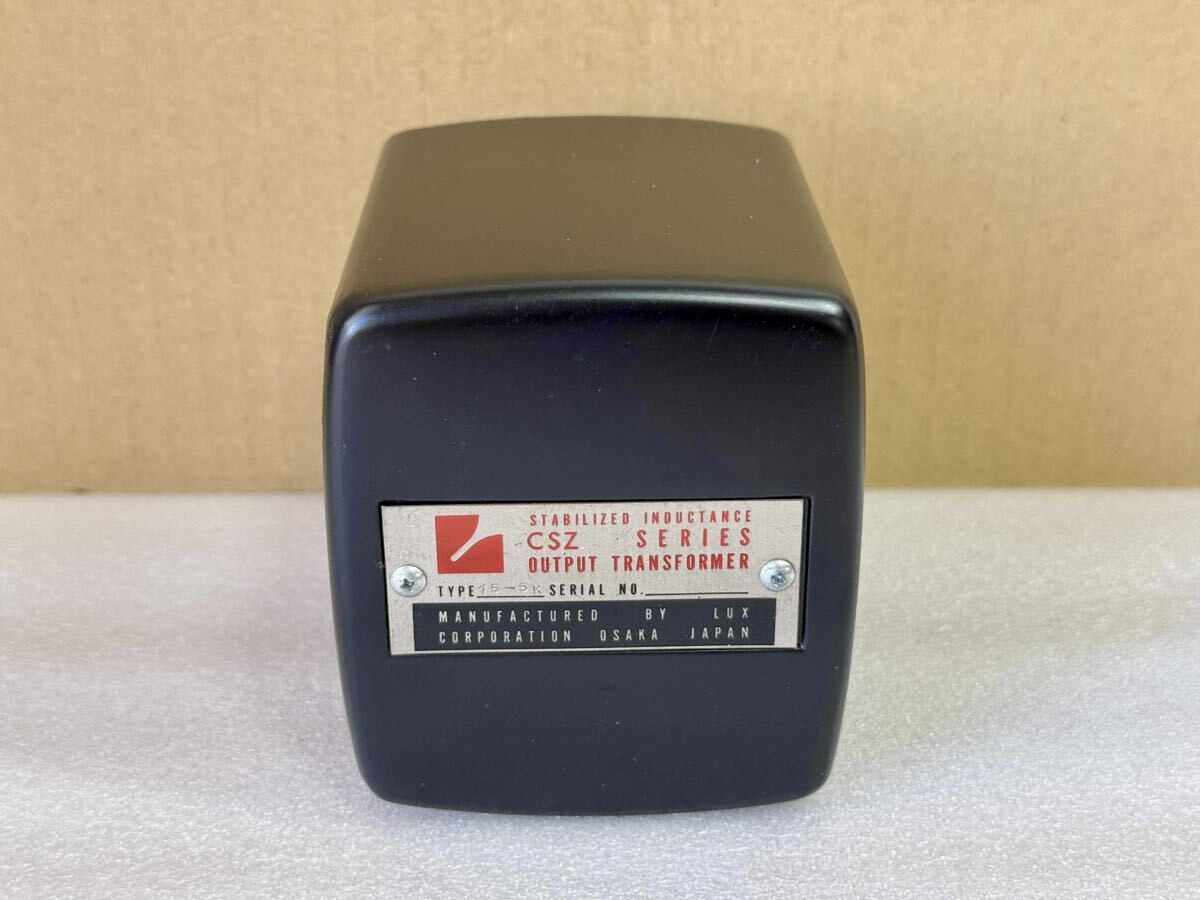 STABILIZED INDUCTANCE
CSZ SERIES
OUTPUT TRANSFORMER
TYPE 15-5K SERIAL NO.
MANUFACTURED BY LUX
CORPORATION OSAKA JAPAN